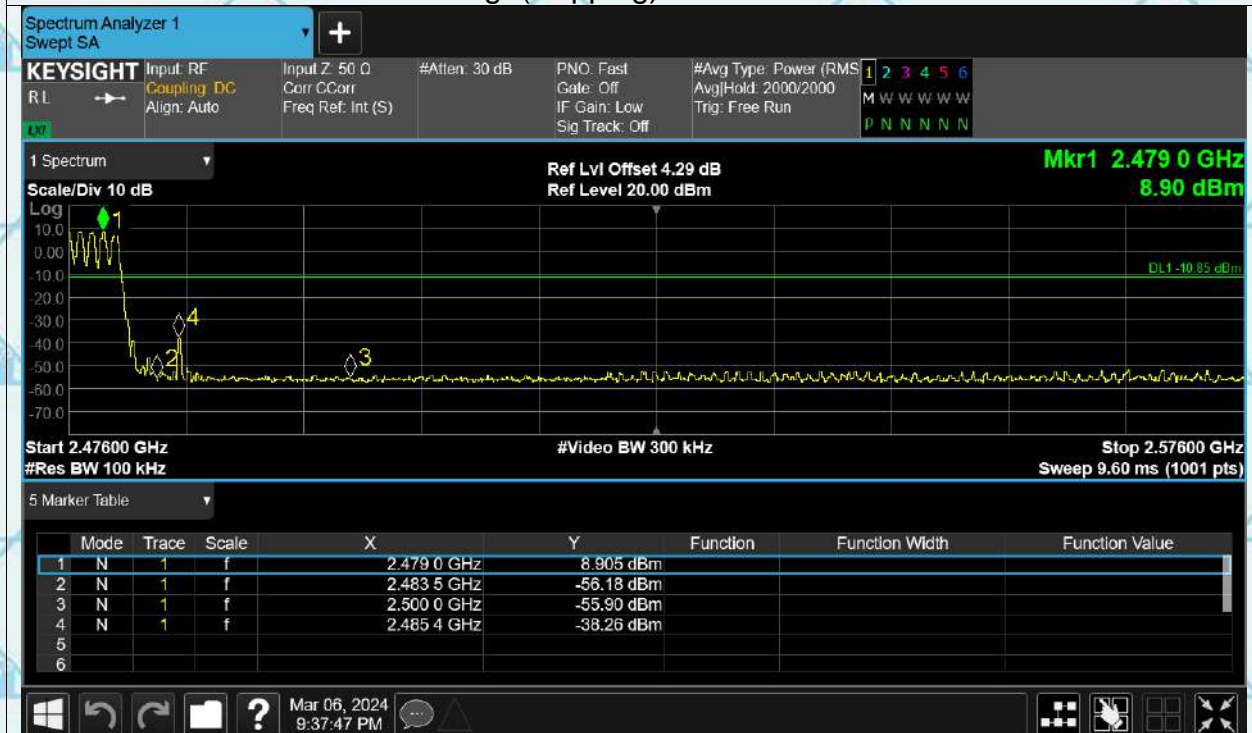 Spectrum Analyzer 1
Swept SA
+
KEYSIGHT Input: RF Input Z: 50 Ω #Atten: 30 dB PNO: Fast #Avg Type: Power (RMS 1 2 3 4 5 6
RL Coupling: DC Corr CCorr Gate: Off Avg|Hold: 2000/2000 M W W W W W
Align: Auto Freq Ref: Int (S) IF Gain: Low Trig: Free Run
LXI Sig Track: Off P N N N N N
1 Spectrum Ref Lvl Offset 4.29 dB Mkr1 2.479 0 GHz
Scale/Div 10 dB Ref Level 20.00 dBm 8.90 dBm
Log
1
10.0
0.00
DL1 -10.85 dBm
-10.0
-20.0
-30.0
4
-40.0
2 3
-50.0
-60.0
-70.0
Start 2.47600 GHz #Video BW 300 kHz Stop 2.57600 GHz
#Res BW 100 kHz Sweep 9.60 ms (1001 pts)
5 Marker Table
Mode Trace Scale X Y Function Function Width Function Value
1 N 1 f 2.479 0 GHz 8.905 dBm
2 N 1 f 2.483 5 GHz -56.18 dBm
3 N 1 f 2.500 0 GHz -55.90 dBm
4 N 1 f 2.485 4 GHz -38.26 dBm
5
6
? Mar 06, 2024
9:37:47 PM